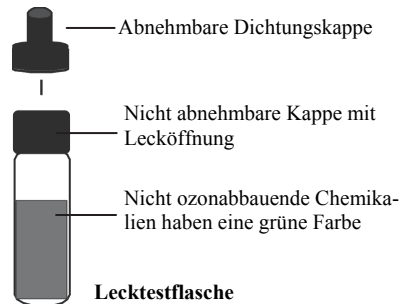 Abnehmbare Dichtungskappe
Nicht abnehmbare Kappe mit
Lecköffnung
Nicht ozonabbauende Chemika-
lien haben eine grüne Farbe
Lecktestflasche